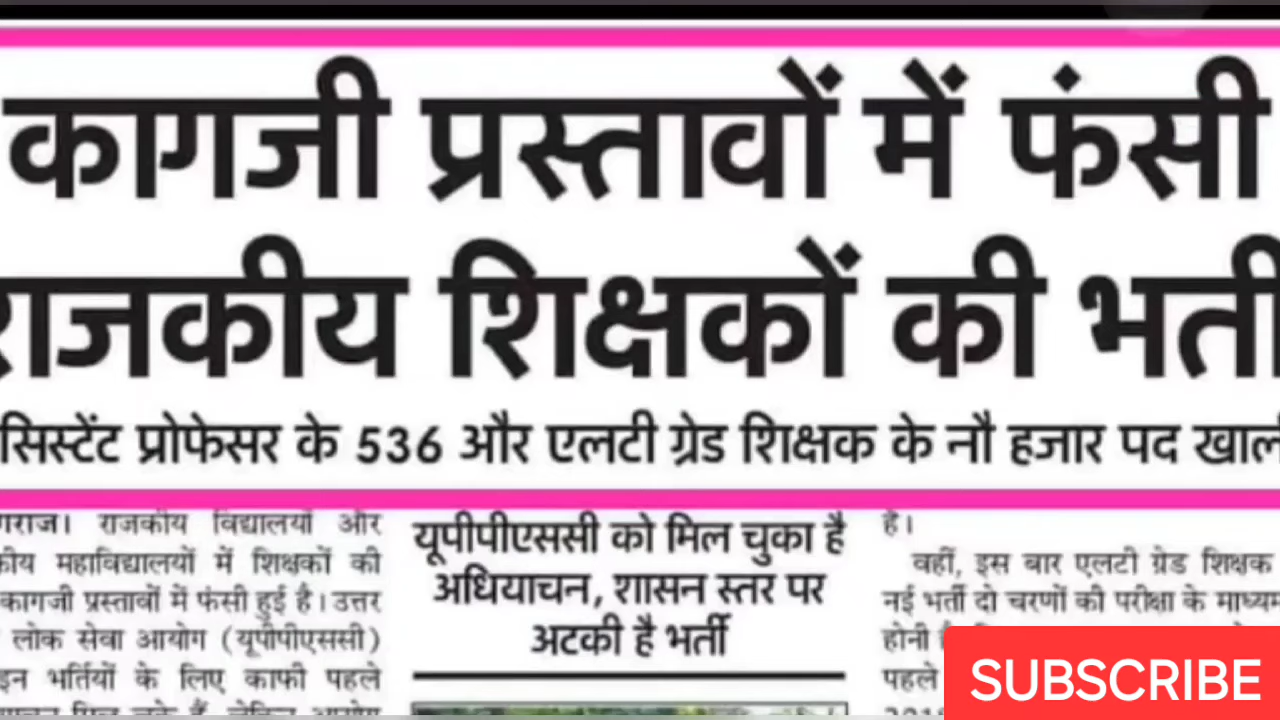 कागजी प्रस्तावों में फंसी
राजकीय शिक्षकों की भर्ती
सिस्टेंट प्रोफेसर के 536 और एलटी ग्रेड शिक्षक के नौ हजार पद खाली
गराज। राजकीय विद्यालयों और
कीय महाविद्यालयों में शिक्षकों की
कागजी प्रस्तावों में फंसी हुई है। उत्तर
लोक सेवा आयोग (यूपीपीएससी)
इन भर्तियों के लिए काफी पहले
यूपीपीएससी को मिल चुका है
अधियाचन, शासन स्तर पर
अटकी है भर्ती
है।
वहीं, इस बार एलटी ग्रेड शिक्षक
नई भर्ती दो चरणों की परीक्षा के माध्यम
होनी
पहले
SUBSCRIBE